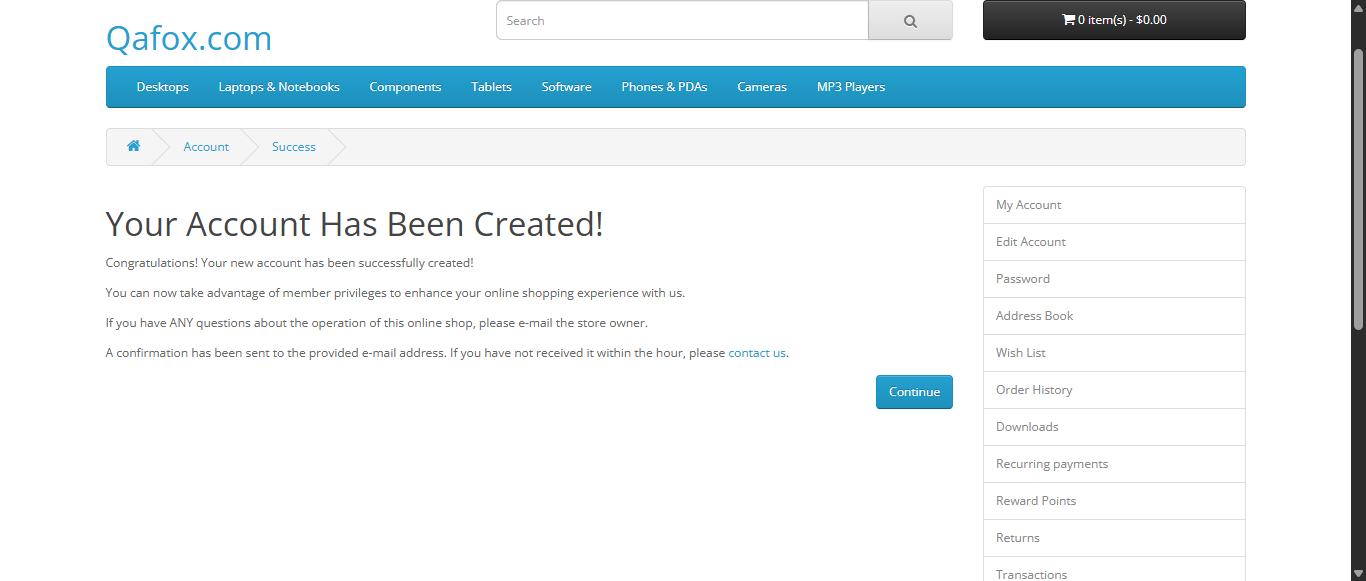 Qafox.com
Search
0 item(s) - $0.00
Desktops Laptops & Notebooks Components Tablets Software Phones & PDAs Cameras MP3 Players
Account Success
Your Account Has Been Created!
Congratulations! Your new account has been successfully created!
You can now take advantage of member privileges to enhance your online shopping experience with us.
If you have ANY questions about the operation of this online shop, please e-mail the store owner.
A confirmation has been sent to the provided e-mail address. If you have not received it within the hour, please contact us.
Continue
My Account
Edit Account
Password
Address Book
Wish List
Order History
Downloads
Recurring payments
Reward Points
Returns
Transactions